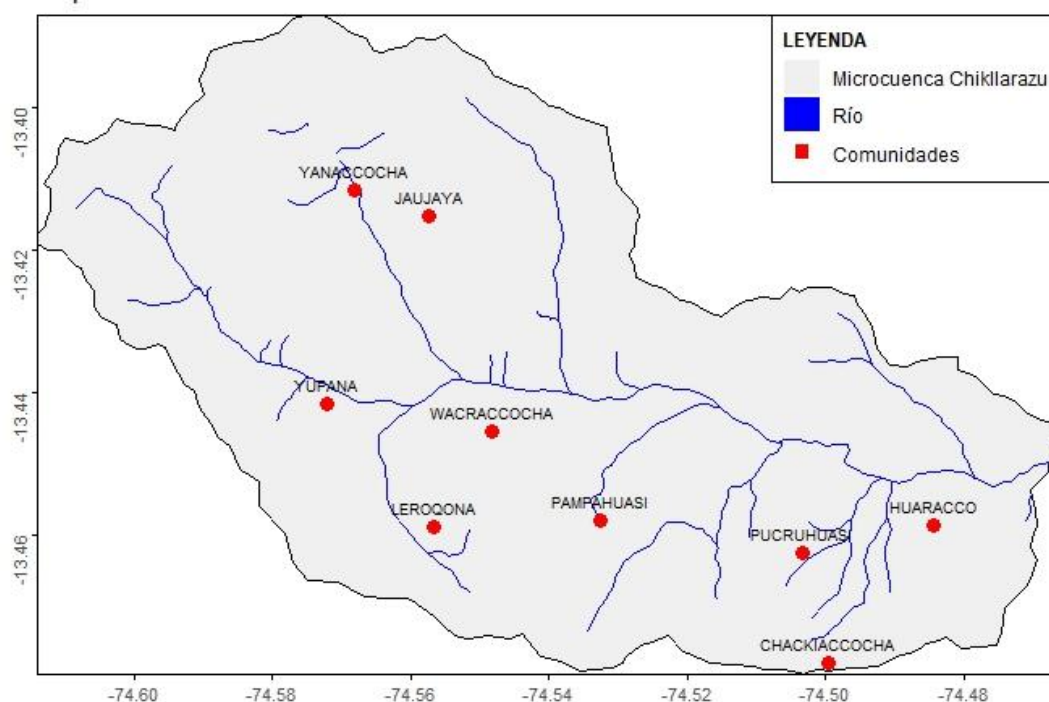 LEYENDA
Microcuenca Chikllarazu
Río
Comunidades
-13.40
-13.42
-13.44
-13.46
YANACCOCHA
JAUJAYA
YUPANA
WACRACCOCHA
LEROQONA
PAMPAHUASI
HUARACCO
PUCRUHUASI
CHACKIACCOCHA
-74.60 -74.58 -74.56 -74.54 -74.52 -74.50 -74.48